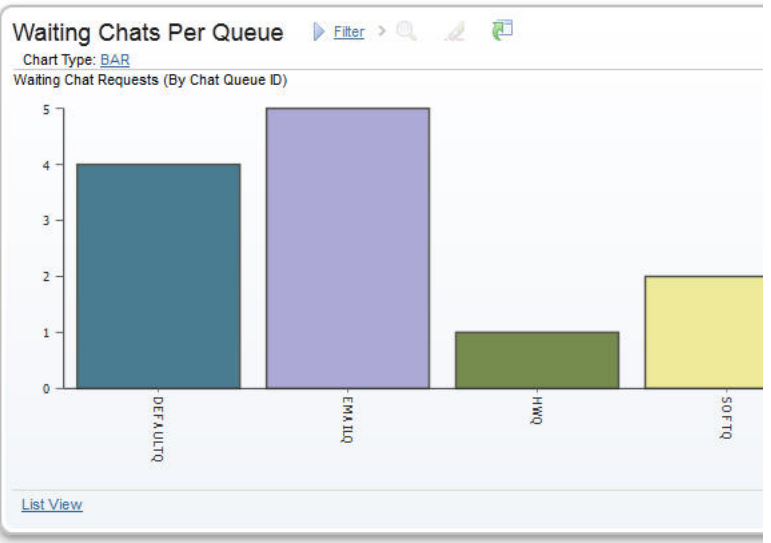 Waiting Chats Per Queue Filter
Chart Type: BAR
Waiting Chat Requests (By Chat Queue ID)
5
4
3
2
1
0
DEFAULTQ
EMAILQ
HWQ
SOFTQ
List View